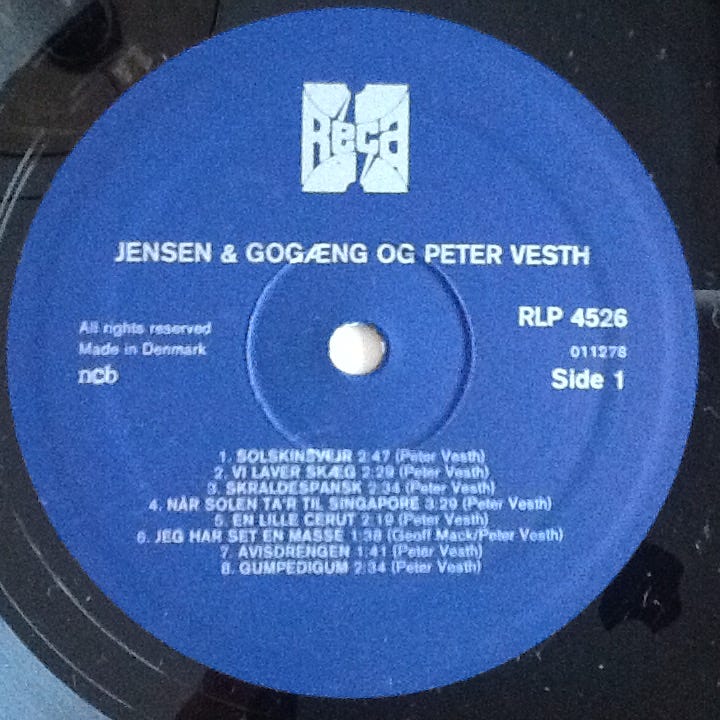 Reca
JENSEN & GOGÆNG OG PETER VESTH
All rights reserved
Made in Denmark
ncb
RLP 4526
011278
Side 1
1. SOLSKINSVEJR 2:47 (Peter Vesth)
2. VI LAVER SKÆG 2:29 (Peter Vesth)
3. SKRALDESPANSK 2:34 (Peter Vesth)
4. NÅR SOLEN TA'R TIL SINGAPORE 3:29 (Peter Vesth)
5. EN LILLE CERUT 2:19 (Peter Vesth)
6. JEG HAR SET EN MASSE 1:38 (Geoff Mack/Peter Vesth)
7. AVISDRENGEN 1:41 (Peter Vesth)
8. GUMPEDIGUM 2:34 (Peter Vesth)